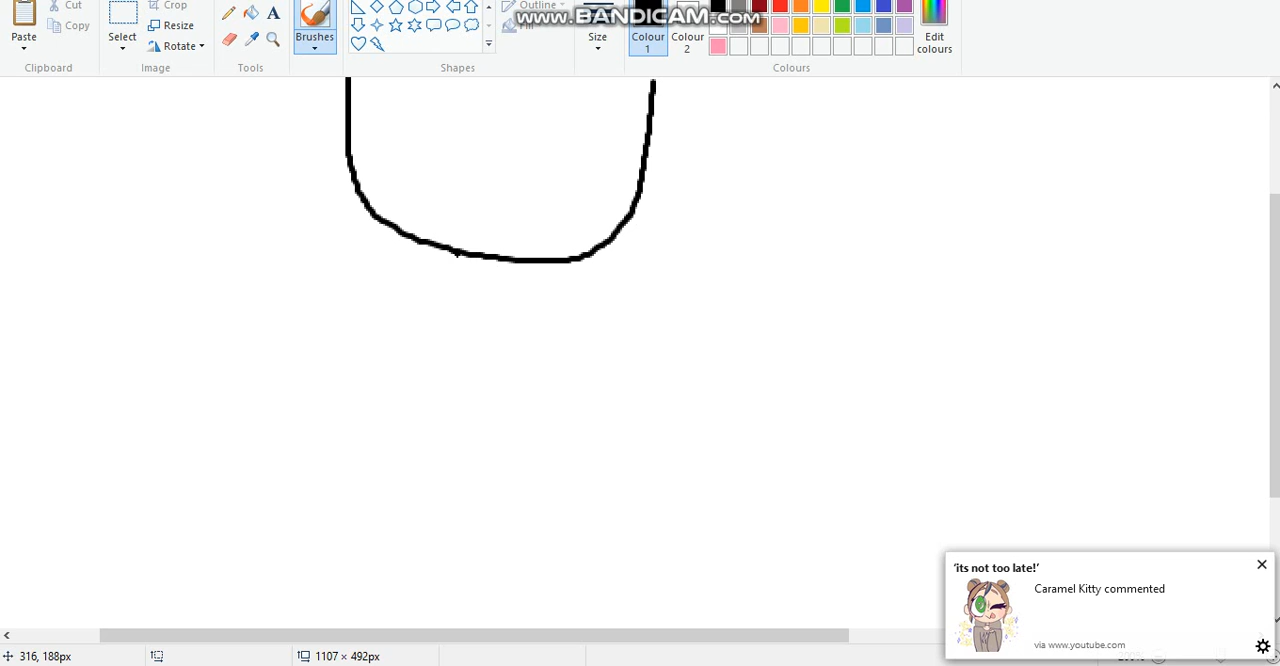 www.BANDICAM.com
Cut
Crop
Outline
Paste
Copy
Select
Resize
Rotate
Brushes
Fill
Size
Colour
1
Colour
2
Edit
colours
Clipboard
Image
Tools
Shapes
Colours
'its not too late!'
Caramel Kitty commented
via www.youtube.com
316, 188px
1107 × 492px
200%